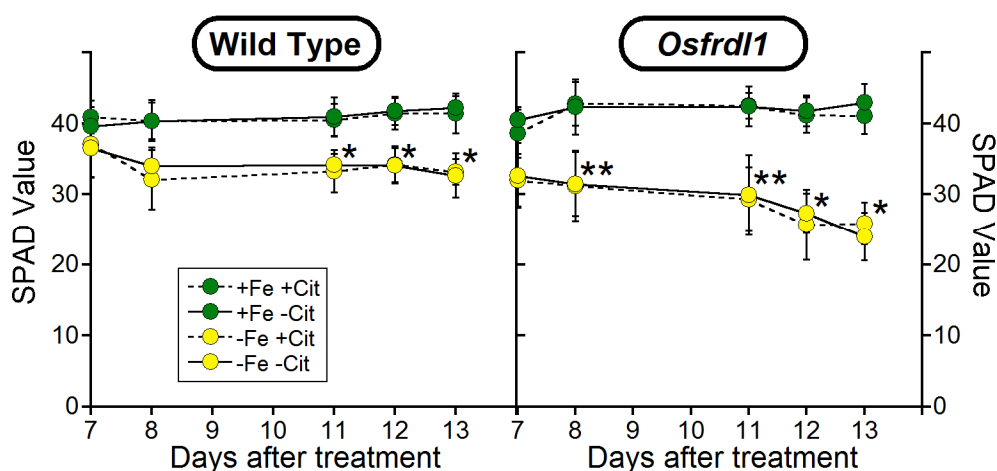 Wild Type
Osfrdl1
SPAD Value
40
30
20
10
0
* * *
+Fe +Cit
+Fe -Cit
-Fe +Cit
-Fe -Cit
7 8 9 10 11 12 13
Days after treatment
** ** * *
7 8 9 10 11 12 13
Days after treatment
40
30
20
10
0
SPAD Value